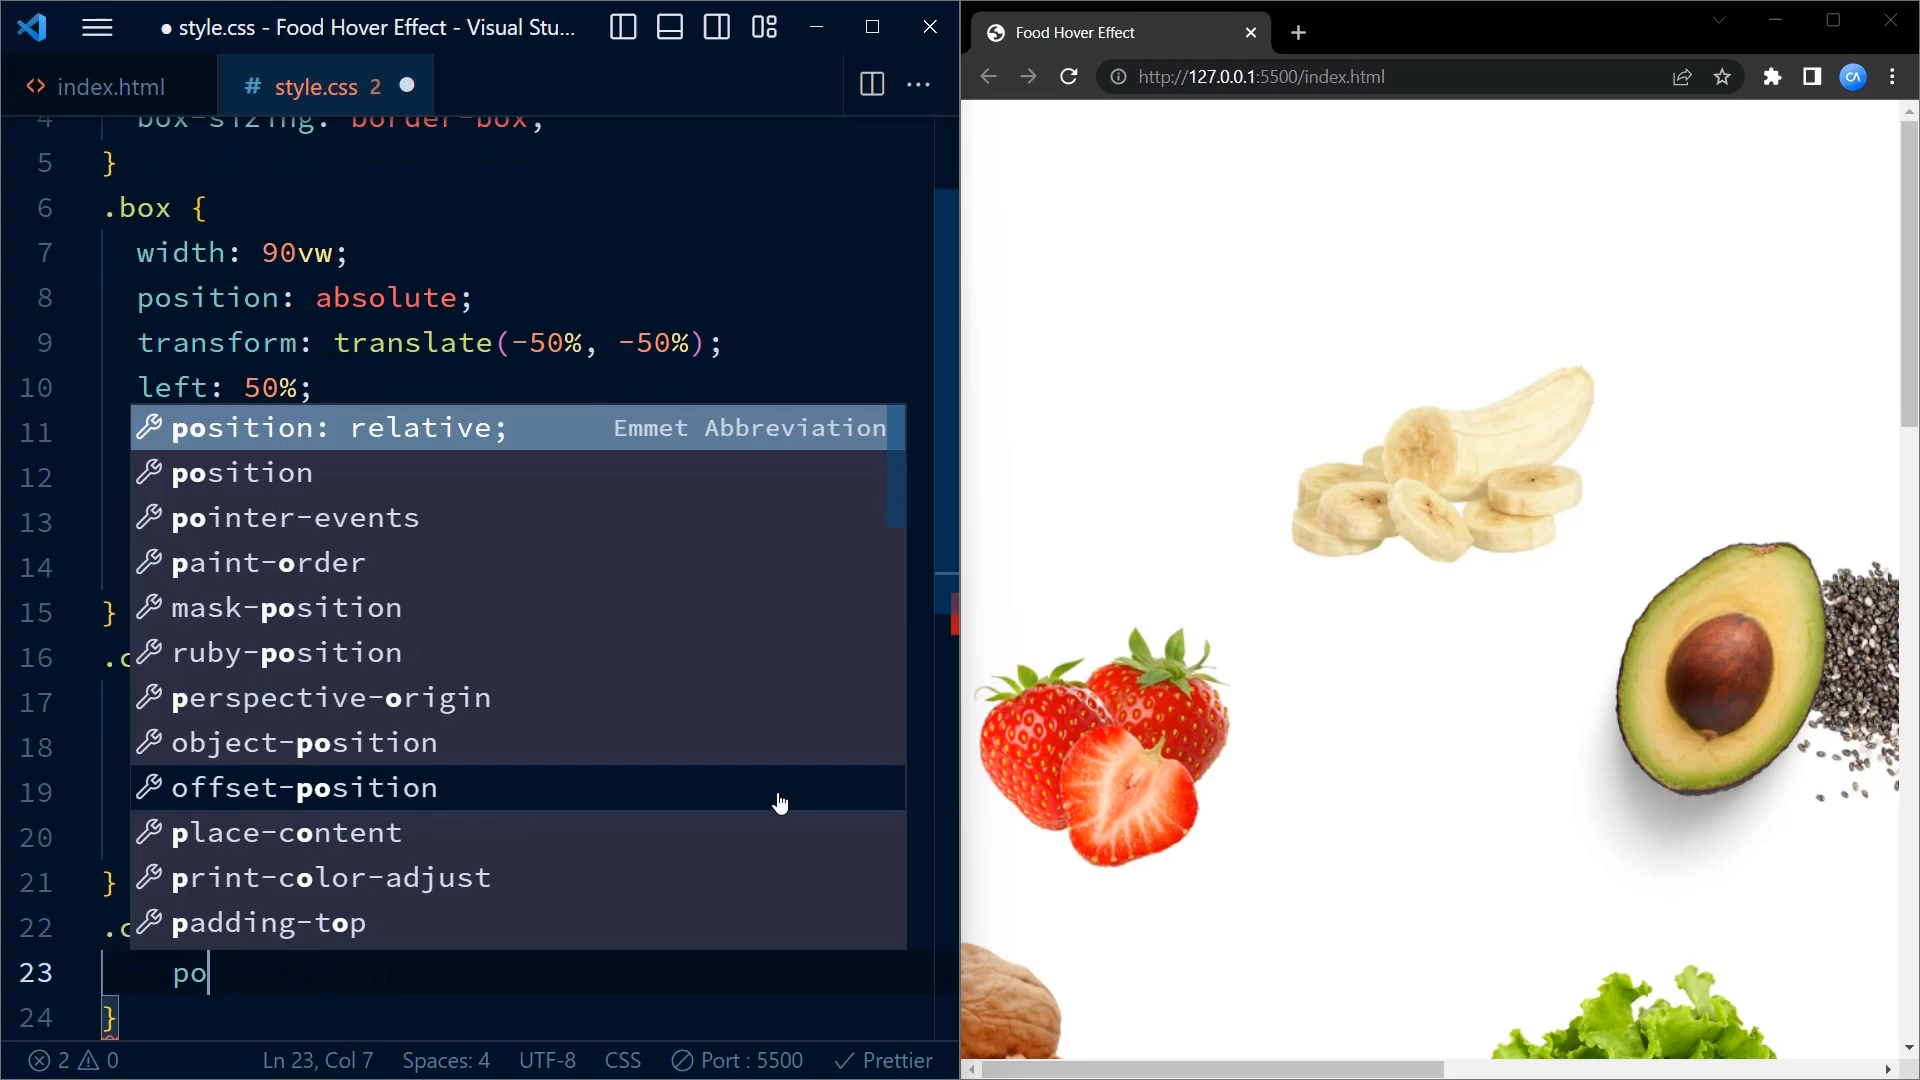 ● style.css - Food Hover Effect - Visual Stu...
<> index.html
# style.css 2 ●
4 box-sizing: border-box;
5 }
6 .box {
7 width: 90vw;
8 position: absolute;
9 transform: translate(-50%, -50%);
10 left: 50%;
11
12
13
14
15 }
16 .c
17
18
19
20
21 }
22 .c
23 po
24 }
position: relative; Emmet Abbreviation
position
pointer-events
paint-order
mask-position
ruby-position
perspective-origin
object-position
offset-position
place-content
print-color-adjust
padding-top
2 0 Ln 23, Col 7 Spaces: 4 UTF-8 CSS Port : 5500 Prettier
Food Hover Effect
http://127.0.0.1:5500/index.html
CA